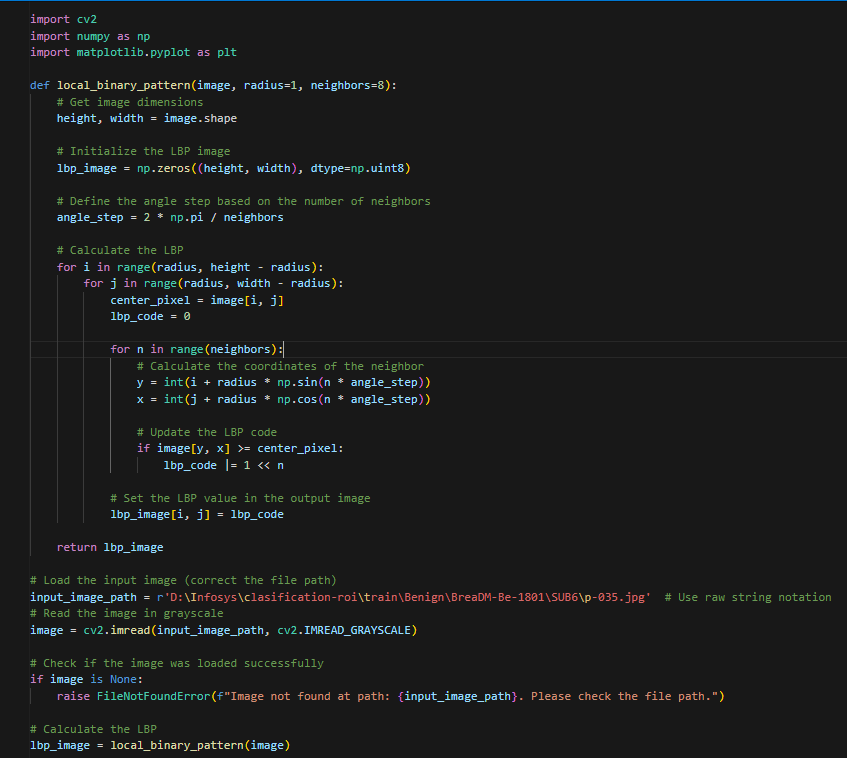 import cv2
import numpy as np
import matplotlib.pyplot as plt

def local_binary_pattern(image, radius=1, neighbors=8):
    # Get image dimensions
    height, width = image.shape

    # Initialize the LBP image
    lbp_image = np.zeros((height, width), dtype=np.uint8)

    # Define the angle step based on the number of neighbors
    angle_step = 2 * np.pi / neighbors

    # Calculate the LBP
    for i in range(radius, height - radius):
        for j in range(radius, width - radius):
            center_pixel = image[i, j]
            lbp_code = 0

            for n in range(neighbors):
                # Calculate the coordinates of the neighbor
                y = int(i + radius * np.sin(n * angle_step))
                x = int(j + radius * np.cos(n * angle_step))

                # Update the LBP code
                if image[y, x] >= center_pixel:
                    lbp_code |= 1 << n

            # Set the LBP value in the output image
            lbp_image[i, j] = lbp_code

    return lbp_image

# Load the input image (correct the file path)
input_image_path = r'D:\Infosys\clasification-roi\train\Benign\BreaDM-Be-1801\SUB6\p-035.jpg'  # Use raw string notation
# Read the image in grayscale
image = cv2.imread(input_image_path, cv2.IMREAD_GRAYSCALE)

# Check if the image was loaded successfully
if image is None:
    raise FileNotFoundError(f"Image not found at path: {input_image_path}. Please check the file path.")

# Calculate the LBP
lbp_image = local_binary_pattern(image)